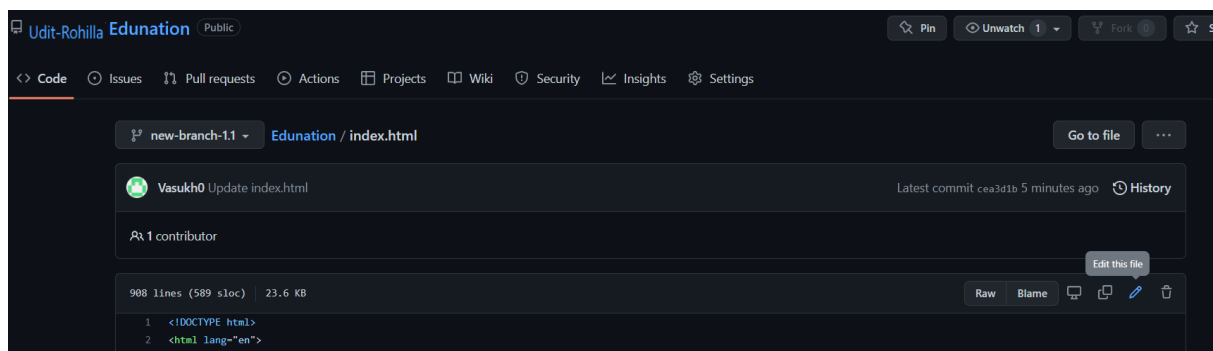 Udit-Rohilla Edunation Public Pin Unwatch 1 Fork 0
<> Code Issues Pull requests Actions Projects Wiki Security Insights Settings
new-branch-1.1 Edunation / index.html Go to file ...
Vasukh0 Update index.html Latest commit cea3d1b 5 minutes ago History
1 contributor
Edit this file
908 lines (589 sloc) 23.6 KB Raw Blame
1 <!DOCTYPE html>
2 <html lang="en">